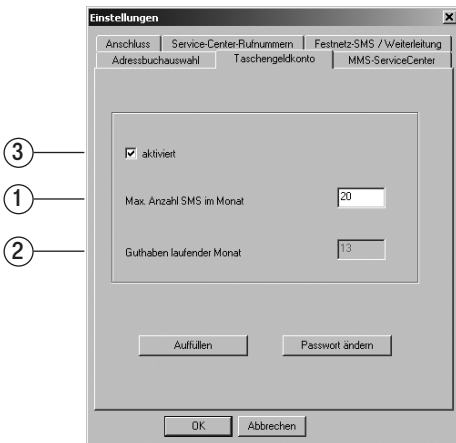 Einstellungen
Anschluss Service-Center-Rufnummern Festnetz-SMS / Weiterleitung
Adressbuchauswahl Taschengeldkonto MMS-ServiceCenter
3 aktiviert
1 Max. Anzahl SMS im Monat 20
2 Guthaben laufender Monat 13
Auffüllen Passwort ändern
OK Abbrechen